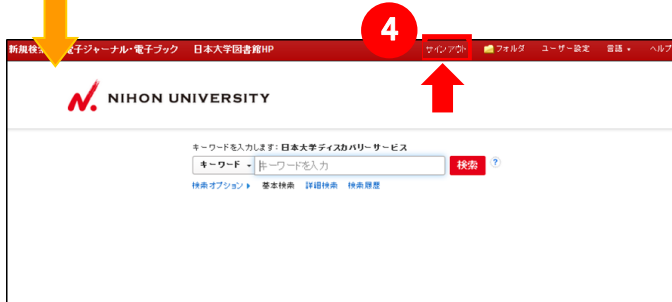 4
新規検 電子ジャーナル・電子ブック 日本大学図書館HP サインアウト フォルダ ユーザー設定 言語 ヘルプ
NIHON UNIVERSITY
キーワードを入力します: 日本大学ディスカバリーサービス
キーワード キーワードを入力 検索 ?
検索オプション 基本検索 詳細検索 検索履歴